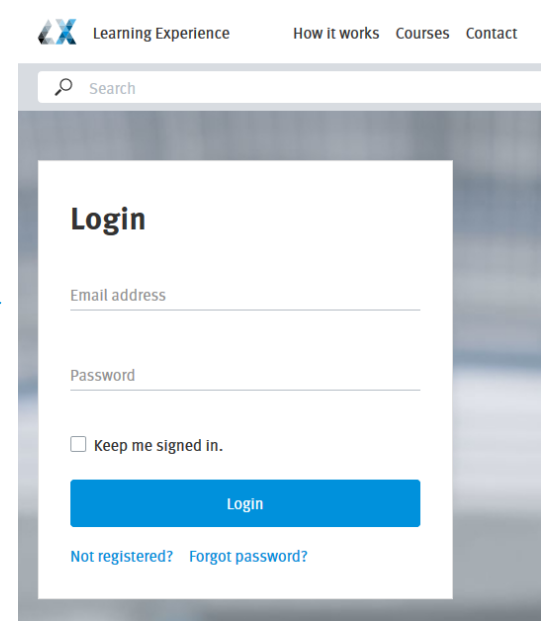 LX Learning Experience How it works Courses Contact
Search
Login
Email address
Password
Keep me signed in.
Login
Not registered? Forgot password?